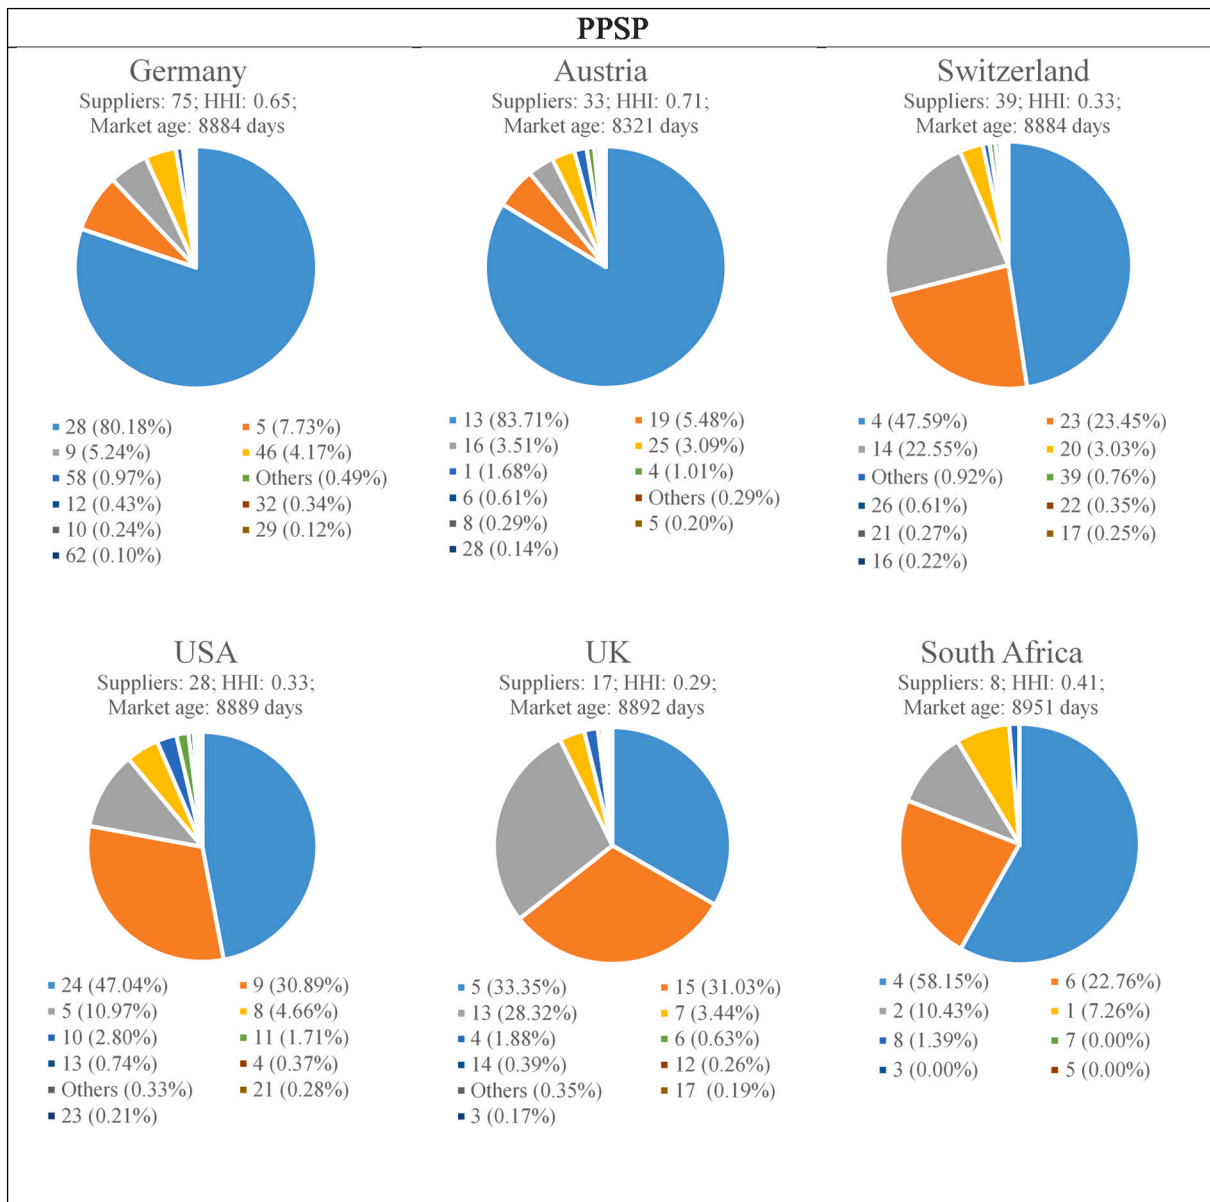 PPSP
Germany
Suppliers: 75; HHI: 0.65;
Market age: 8884 days
28 (80.18%) 5 (7.73%)
9 (5.24%) 46 (4.17%)
58 (0.97%) Others (0.49%)
12 (0.43%) 32 (0.34%)
10 (0.24%) 29 (0.12%)
62 (0.10%)
Austria
Suppliers: 33; HHI: 0.71;
Market age: 8321 days
13 (83.71%) 19 (5.48%)
16 (3.51%) 25 (3.09%)
1 (1.68%) 4 (1.01%)
6 (0.61%) Others (0.29%)
8 (0.29%) 5 (0.20%)
28 (0.14%)
Switzerland
Suppliers: 39; HHI: 0.33;
Market age: 8884 days
4 (47.59%) 23 (23.45%)
14 (22.55%) 20 (3.03%)
Others (0.92%) 39 (0.76%)
26 (0.61%) 22 (0.35%)
21 (0.27%) 17 (0.25%)
16 (0.22%)
USA
Suppliers: 28; HHI: 0.33;
Market age: 8889 days
24 (47.04%) 9 (30.89%)
5 (10.97%) 8 (4.66%)
10 (2.80%) 11 (1.71%)
13 (0.74%) 4 (0.37%)
Others (0.33%) 21 (0.28%)
23 (0.21%)
UK
Suppliers: 17; HHI: 0.29;
Market age: 8892 days
5 (33.35%) 15 (31.03%)
13 (28.32%) 7 (3.44%)
4 (1.88%) 6 (0.63%)
14 (0.39%) 12 (0.26%)
Others (0.35%) 17 (0.19%)
3 (0.17%)
South Africa
Suppliers: 8; HHI: 0.41;
Market age: 8951 days
4 (58.15%) 6 (22.76%)
2 (10.43%) 1 (7.26%)
8 (1.39%) 7 (0.00%)
3 (0.00%) 5 (0.00%)